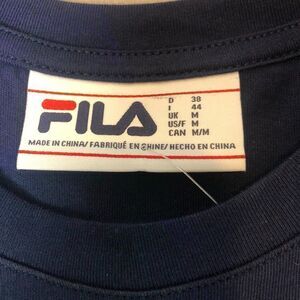 FILA
D 38
I 44
UK M
US/F M
CAN M/M
MADE IN CHINA/ FABRIQUÉ EN CHINE/ HECHO EN CHINA